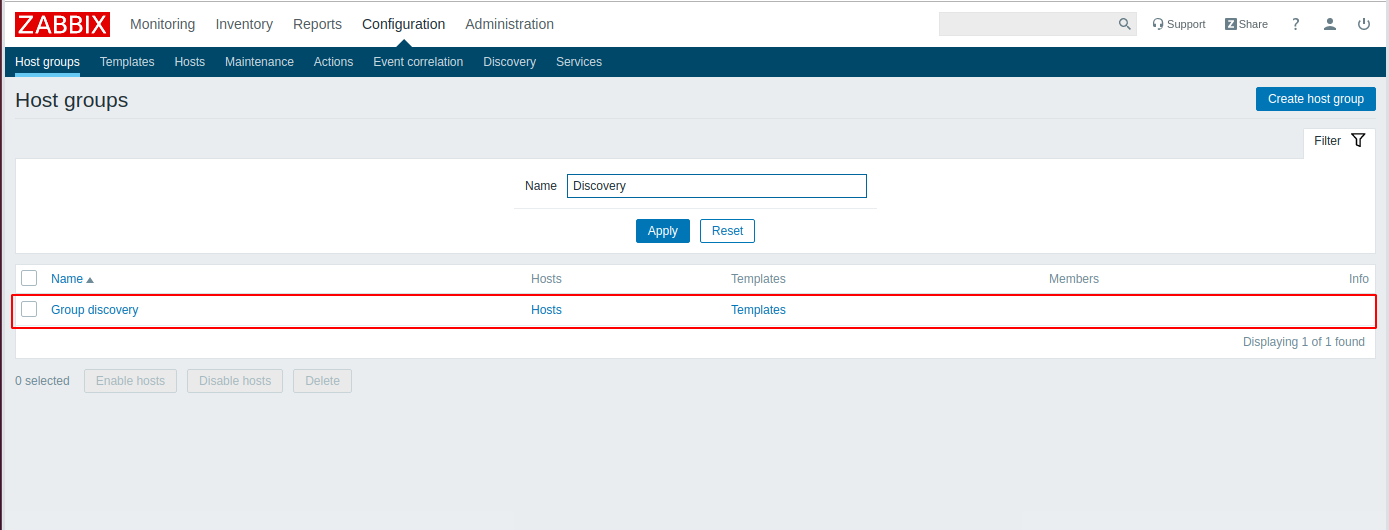 ZABBIX Monitoring Inventory Reports Configuration Administration Support Z Share ?
Host groups Templates Hosts Maintenance Actions Event correlation Discovery Services
Host groups Create host group
Filter
Name Discovery
Apply Reset
Name Hosts Templates Members Info
Group discovery Hosts Templates
Displaying 1 of 1 found
0 selected Enable hosts Disable hosts Delete